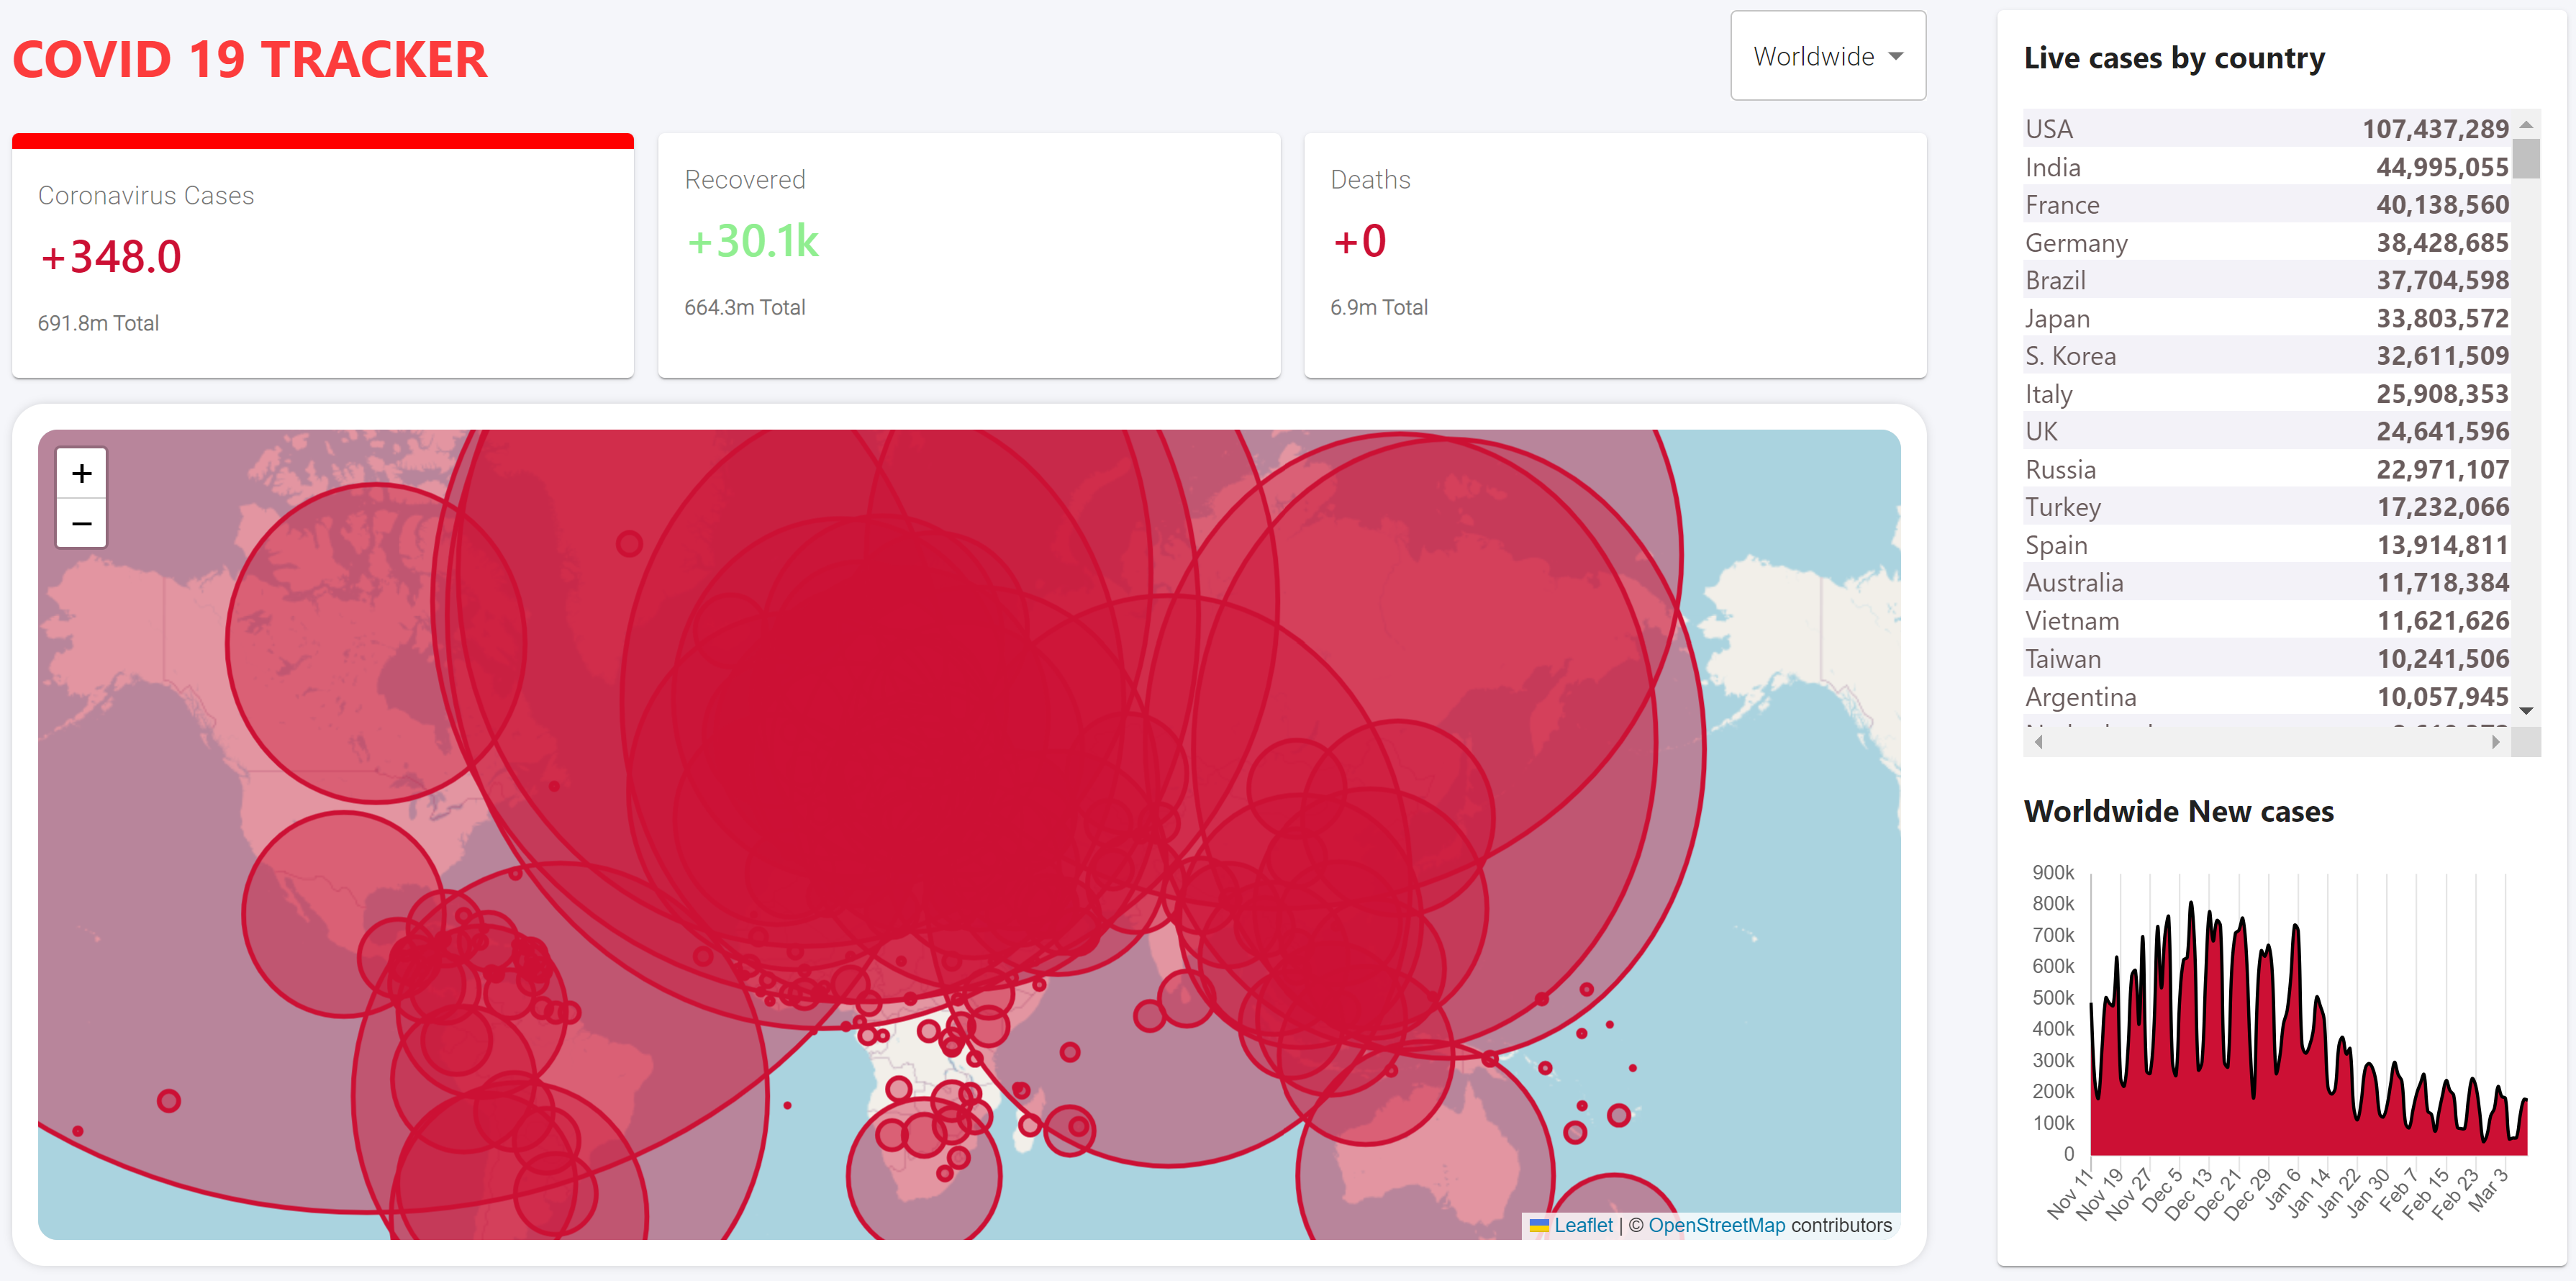 COVID 19 TRACKER
Worldwide
Coronavirus Cases
+348.0
691.8m Total
Recovered
+30.1k
664.3m Total
Deaths
+0
6.9m Total
+
−
Leaflet | © OpenStreetMap contributors
Live cases by country
USA 107,437,289
India 44,995,055
France 40,138,560
Germany 38,428,685
Brazil 37,704,598
Japan 33,803,572
S. Korea 32,611,509
Italy 25,908,353
UK 24,641,596
Russia 22,971,107
Turkey 17,232,066
Spain 13,914,811
Australia 11,718,384
Vietnam 11,621,626
Taiwan 10,241,506
Argentina 10,057,945
Worldwide New cases
900k
800k
700k
600k
500k
400k
300k
200k
100k
0
Nov 11 Nov 19 Nov 27 Dec 5 Dec 13 Dec 21 Dec 29 Jan 6 Jan 14 Jan 22 Jan 30 Feb 7 Feb 15 Feb 23 Mar 3